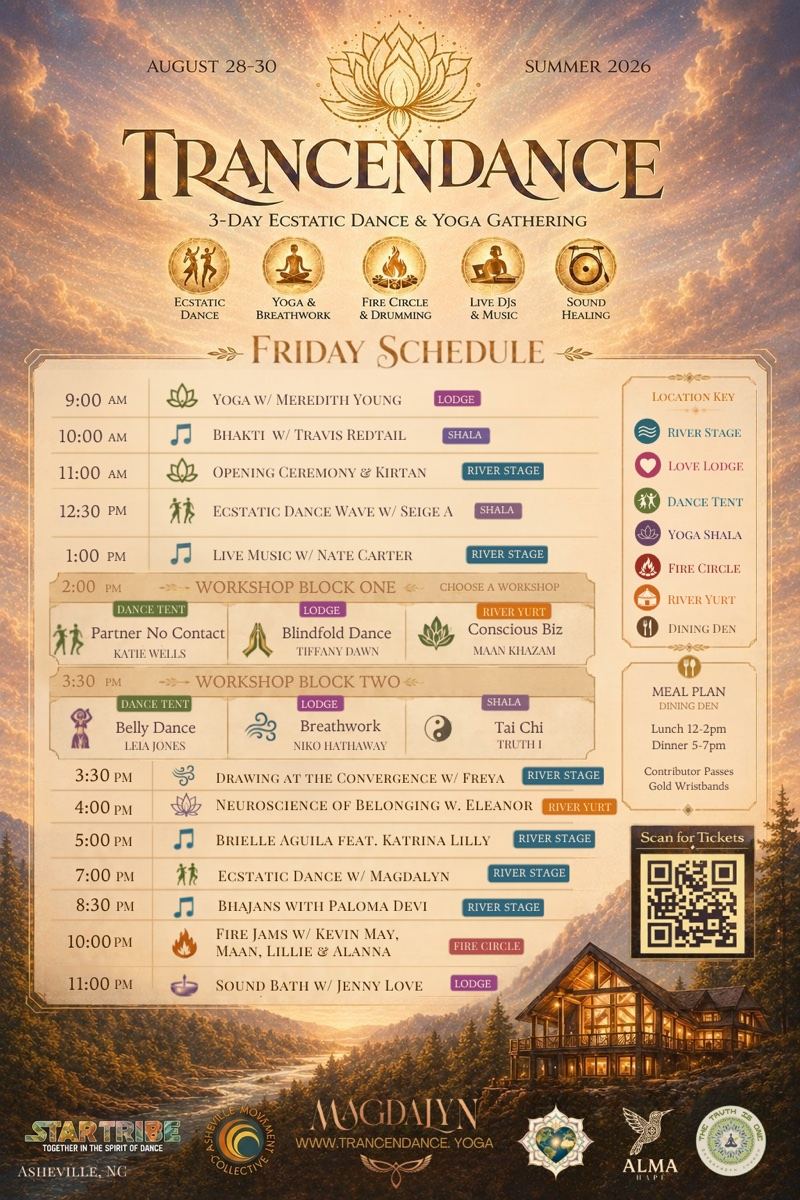 AUGUST 28-30
SUMMER 2026
TRANCENDANCE
3-DAY ECSTATIC DANCE & YOGA GATHERING
ECSTATIC
DANCE
YOGA &
BREATHWORK
FIRE CIRCLE
& DRUMMING
LIVE DJS
& MUSIC
SOUND
HEALING
FRIDAY SCHEDULE
9:00 AM YOGA W/ MEREDITH YOUNG LODGE
10:00 AM BHAKTI W/ TRAVIS REDTAIL SHALA
11:00 AM OPENING CEREMONY & KIRTAN RIVER STAGE
12:30 PM ECSTATIC DANCE WAVE W/ SEIGE A SHALA
1:00 PM LIVE MUSIC W/ NATE CARTER RIVER STAGE
2:00 PM WORKSHOP BLOCK ONE CHOOSE A WORKSHOP
DANCE TENT
Partner No Contact
KATIE WELLS
LODGE
Blindfold Dance
TIFFANY DAWN
RIVER YURT
Conscious Biz
MAAN KHAZAM
3:30 PM WORKSHOP BLOCK TWO
DANCE TENT
Belly Dance
LEIA JONES
LODGE
Breathwork
NIKO HATHAWAY
SHALA
Tai Chi
TRUTH I
3:30 PM DRAWING AT THE CONVERGENCE W/ FREYA RIVER STAGE
4:00 PM NEUROSCIENCE OF BELONGING W. ELEANOR RIVER YURT
5:00 PM BRIELLE AGUILA FEAT. KATRINA LILLY RIVER STAGE
7:00 PM ECSTATIC DANCE W/ MAGDALYN RIVER STAGE
8:30 PM BHAJANS WITH PALOMA DEVI RIVER STAGE
10:00 PM FIRE JAMS W/ KEVIN MAY,
MAAN, LILLIE & ALANNA FIRE CIRCLE
11:00 PM SOUND BATH W/ JENNY LOVE LODGE
LOCATION KEY
RIVER STAGE
LOVE LODGE
DANCE TENT
YOGA SHALA
FIRE CIRCLE
RIVER YURT
DINING DEN
MEAL PLAN
DINING DEN
Lunch 12-2pm
Dinner 5-7pm
Contributor Passes
Gold Wristbands
Scan for Tickets
STAR TRIBE
TOGETHER IN THE SPIRIT OF DANCE
ASHEVILLE, NC
ASHEVILLE MOVEMENT
COLLECTIVE
MAGDALYN
WWW.TRANCENDANCE.YOGA
ALMA
HAPE
THE TRUTH IS ONE